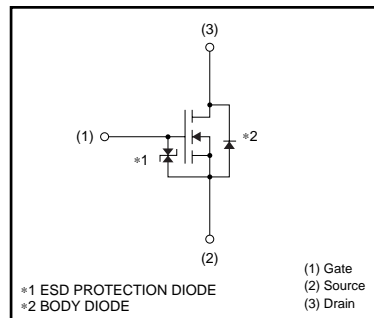 (3)
(1)
∗1
∗2
(2)
∗1 ESD PROTECTION DIODE
∗2 BODY DIODE
(1) Gate
(2) Source
(3) Drain